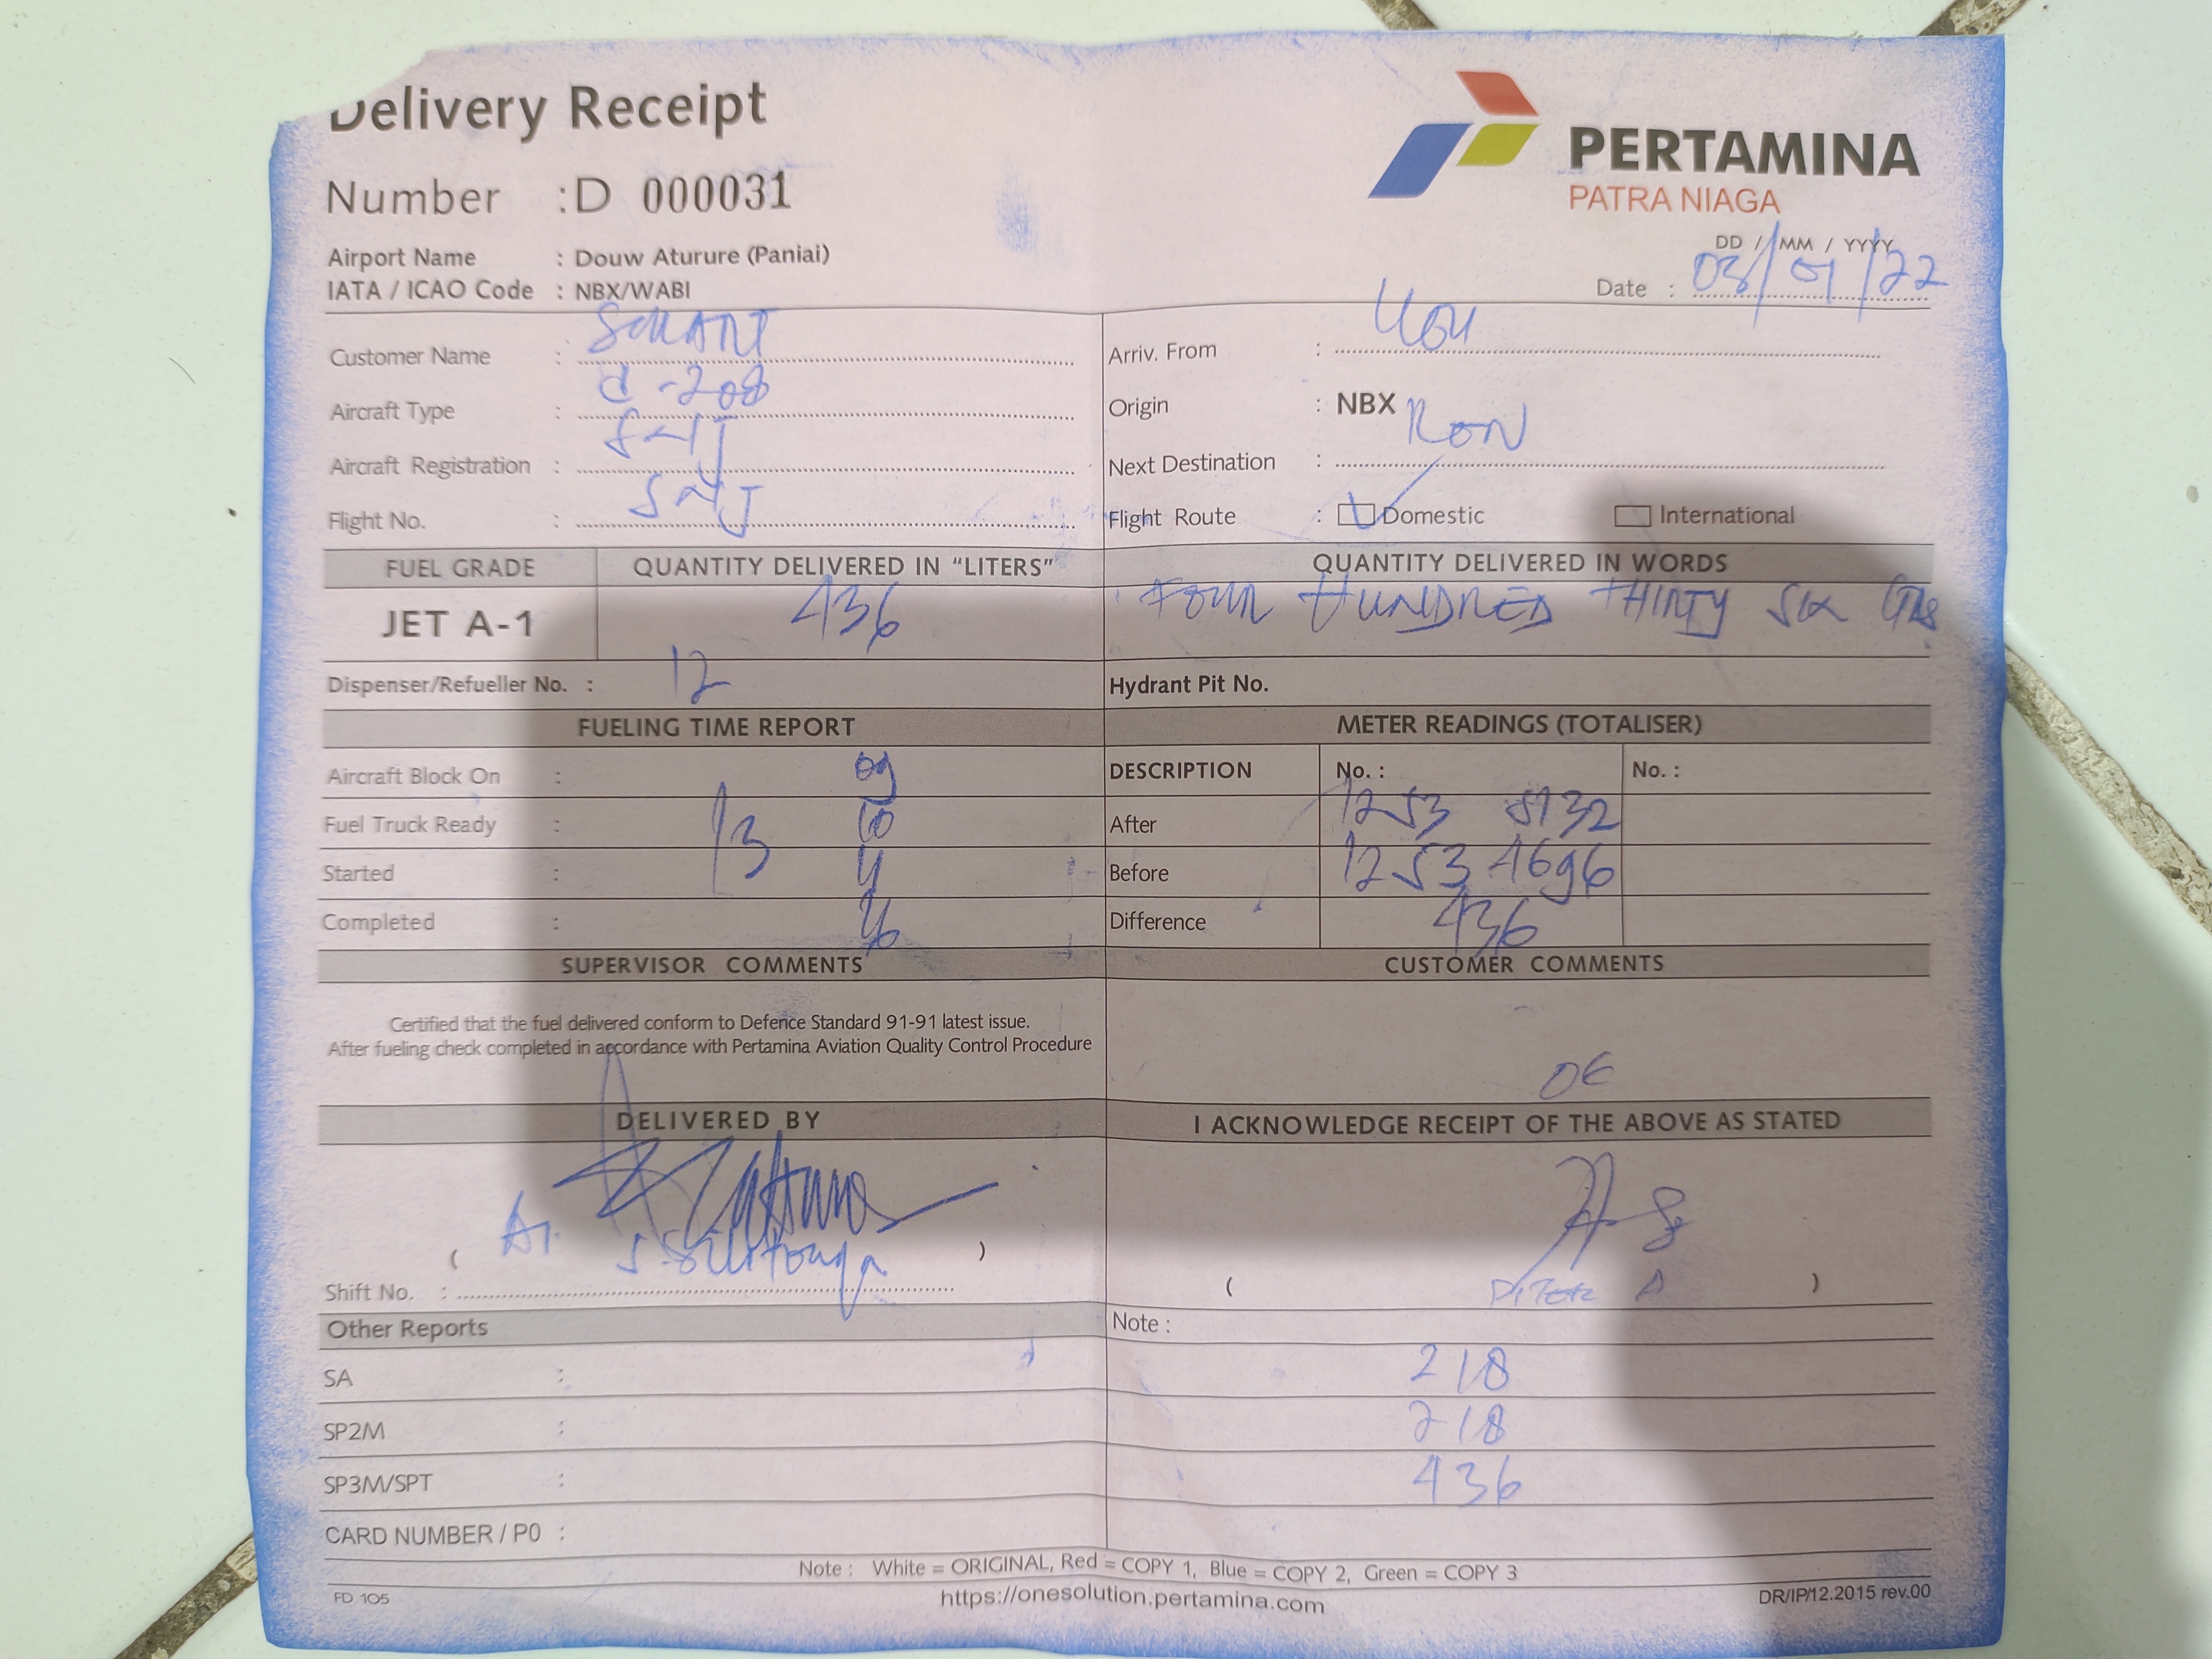 Delivery Receipt
PERTAMINA
PATRA NIAGA
Number : D 000031
DD / MM / YYYY
Date : 03/01/22
Airport Name : Douw Aturure (Paniai)
IATA / ICAO Code : NBX/WABI
Customer Name : SMART
Arriv. From :
Aircraft Type : C-208
Origin : NBX
Aircraft Registration : SNJ
Next Destination : RON
Flight No. : SNJ
Flight Route : Domestic International
FUEL GRADE QUANTITY DELIVERED IN "LITERS" QUANTITY DELIVERED IN WORDS
JET A-1 436 FOUR HUNDRED THIRTY SIX
Dispenser/Refueller No. : 12 Hydrant Pit No.
FUELING TIME REPORT METER READINGS (TOTALISER)
Aircraft Block On : 09 DESCRIPTION No. : No. :
Fuel Truck Ready : 13 10 After 1253 5132
Started : Before 1253 4696
Completed : Difference 436
SUPERVISOR COMMENTS CUSTOMER COMMENTS
Certified that the fuel delivered conform to Defence Standard 91-91 latest issue.
After fueling check completed in accordance with Pertamina Aviation Quality Control Procedure
DELIVERED BY I ACKNOWLEDGE RECEIPT OF THE ABOVE AS STATED
( )
Shift No. : ( )
Other Reports Note :
SA : 218
SP2M : 218
SP3M/SPT : 436
CARD NUMBER / P0 :
Note : White = ORIGINAL, Red = COPY 1, Blue = COPY 2, Green = COPY 3
FD 105 https://onesolution.pertamina.com DR/IP/12.2015 rev.00